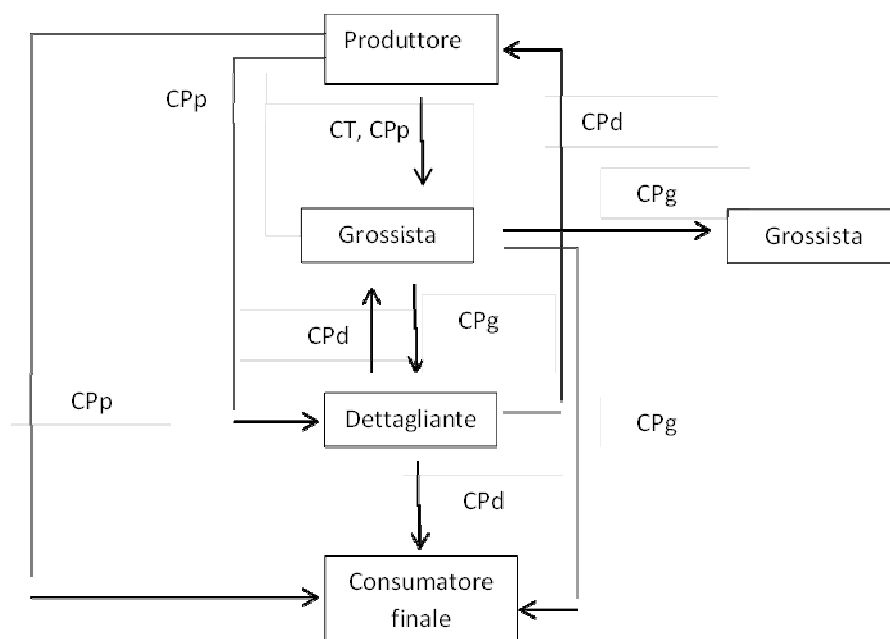 Produttore
CPp
CT, CPp
CPd
CPg
Grossista
Grossista
CPd
CPg
CPp
Dettagliante
CPg
CPd
Consumatore
finale